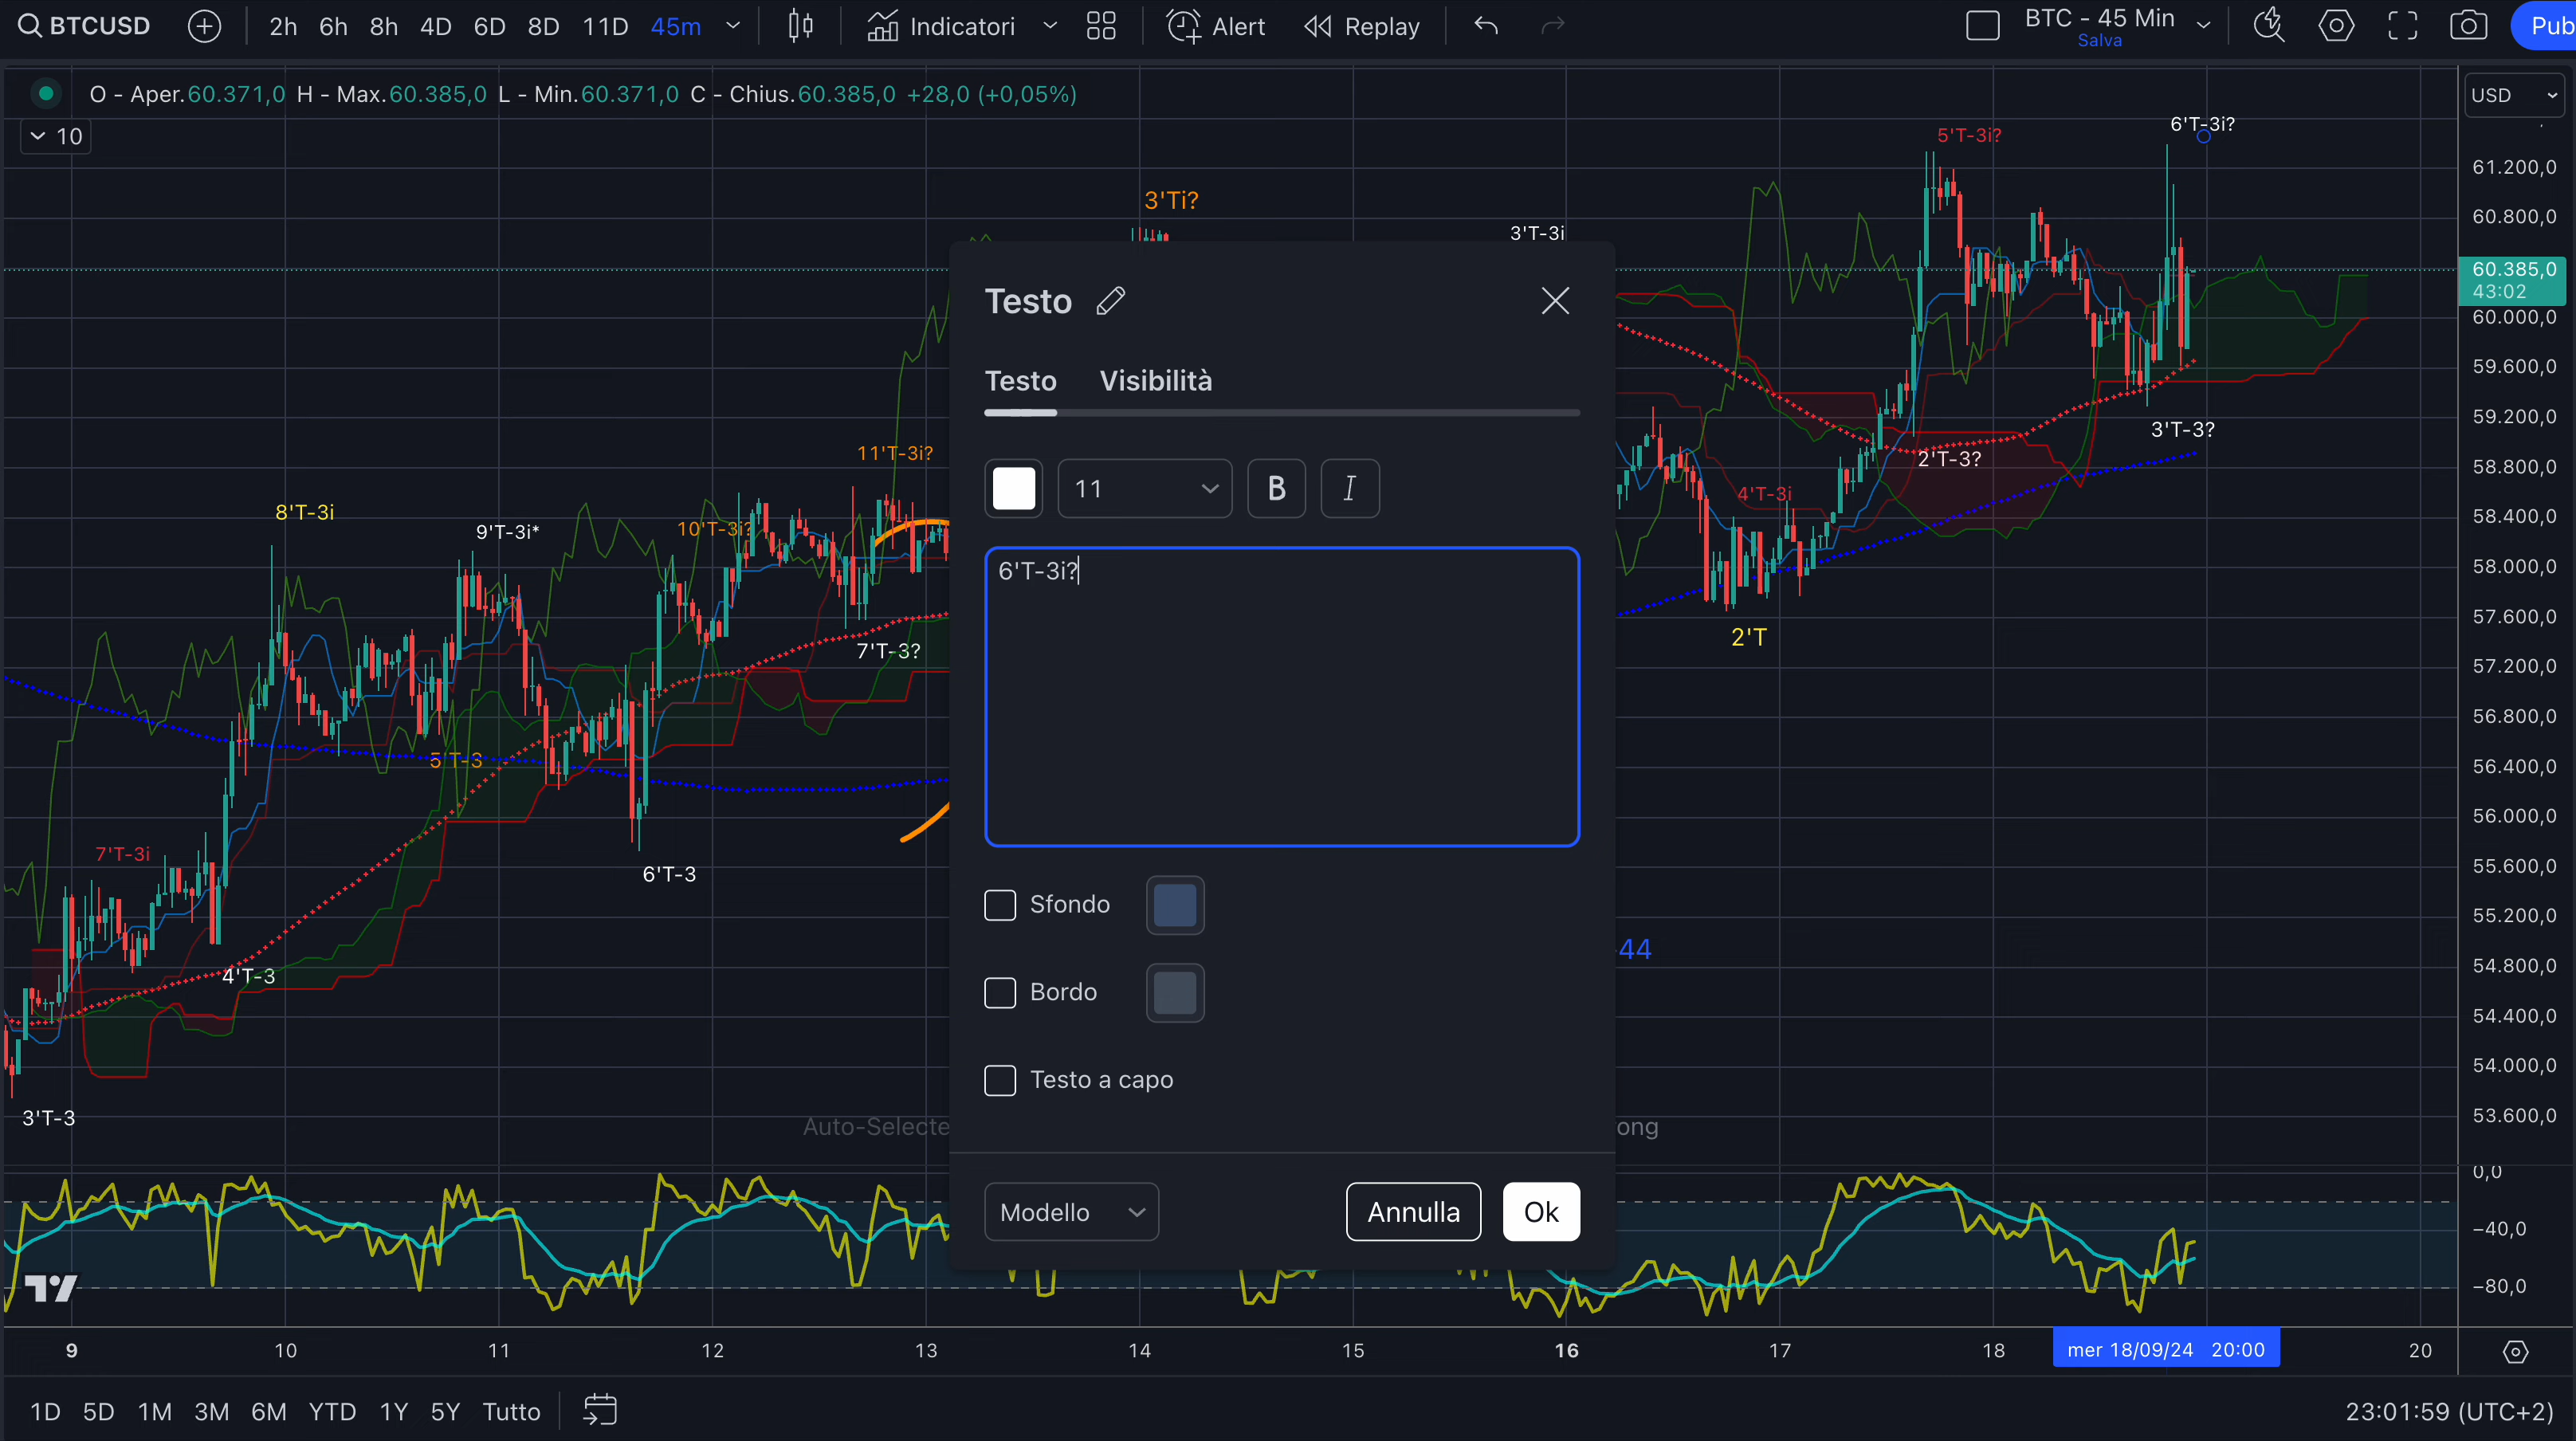 BTCUSD 2h 6h 8h 4D 6D 8D 11D 45m Indicatori Alert Replay BTC - 45 Min Pub
Salva
O - Aper.60.371,0 H - Max.60.385,0 L - Min.60.371,0 C - Chius.60.385,0 +28,0 (+0,05%)
USD
10
6'T-3i?
5'T-3i?
61.200,0
3'Ti?
60.800,0
3'T-3i
60.385,0
43:02
60.000,0
59.600,0
59.200,0
3'T-3?
11'T-3i?
2'T-3?
58.800,0
4'T-3i
8'T-3i
58.400,0
9'T-3i*
10'T-3i?
58.000,0
57.600,0
2'T
7'T-3?
57.200,0
56.800,0
5'T-3
56.400,0
56.000,0
7'T-3i
55.600,0
6'T-3
55.200,0
44
54.800,0
4'T-3
54.400,0
54.000,0
53.600,0
3'T-3
Auto-Selecte
ong
Testo
Testo Visibilità
11 B I
6'T-3i?
Sfondo
Bordo
Testo a capo
Modello Annulla Ok
0,0
−40,0
−80,0
9 10 11 12 13 14 15 16 17 18 mer 18/09/24 20:00 20
1D 5D 1M 3M 6M YTD 1Y 5Y Tutto 23:01:59 (UTC+2)